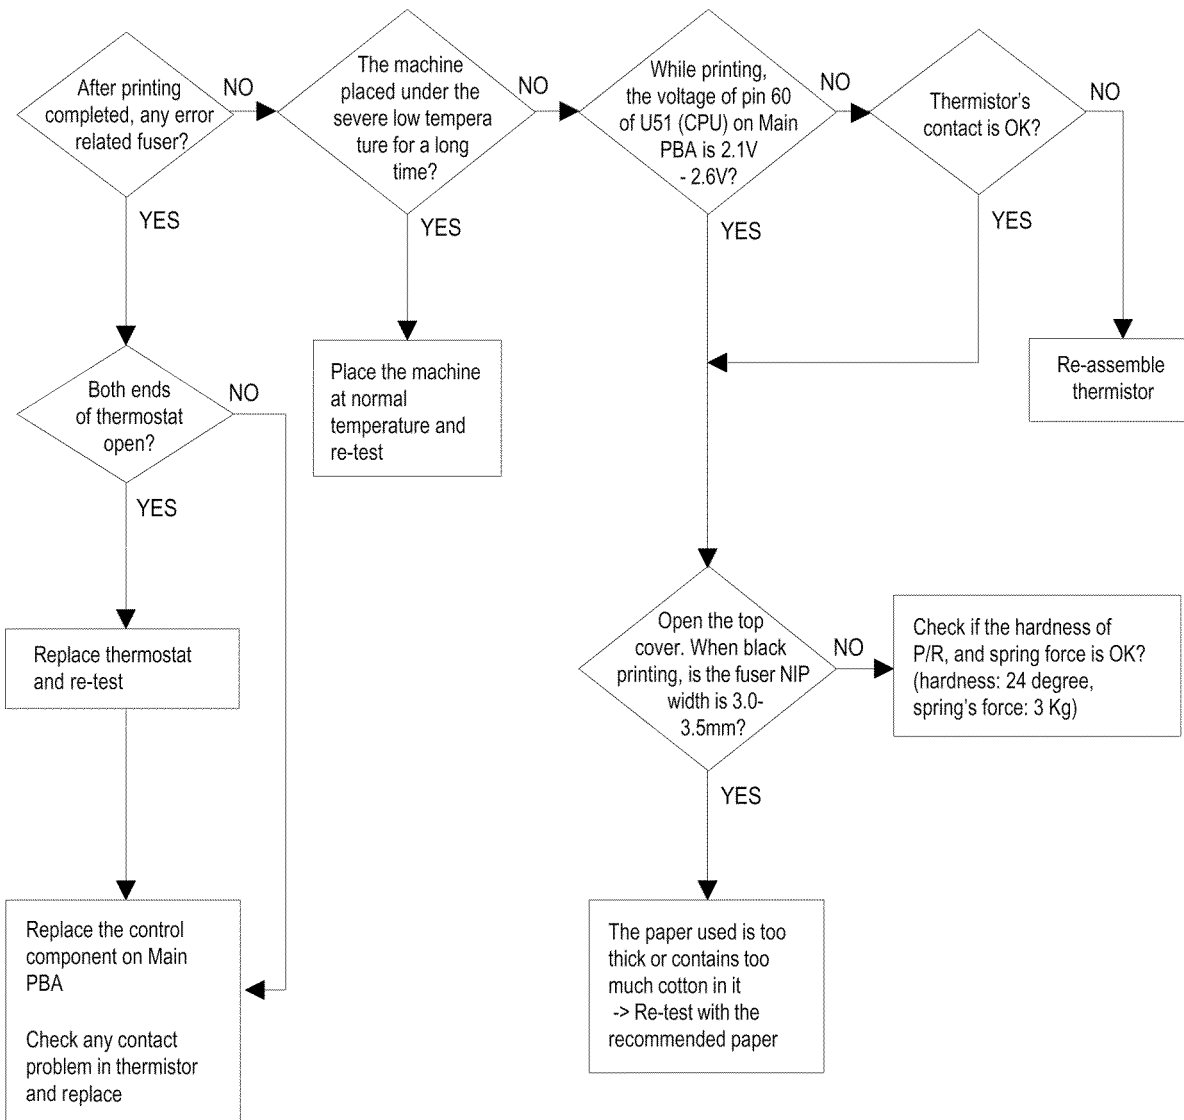 After printing
completed, any error
related fuser?
NO
YES
The machine
placed under the
severe low tempera
ture for a long
time?
NO
YES
While printing,
the voltage of pin 60
of U51 (CPU) on Main
PBA is 2.1V
- 2.6V?
NO
YES
Thermistor's
contact is OK?
NO
YES
Re-assemble
thermistor
Place the machine
at normal
temperature and
re-test
Both ends
of thermostat
open?
NO
YES
Replace thermostat
and re-test
Replace the control
component on Main
PBA
Check any contact
problem in thermistor
and replace
Open the top
cover. When black
printing, is the fuser NIP
width is 3.0-
3.5mm?
NO
YES
Check if the hardness of
P/R, and spring force is OK?
(hardness: 24 degree,
spring's force: 3 Kg)
The paper used is too
thick or contains too
much cotton in it
-> Re-test with the
recommended paper